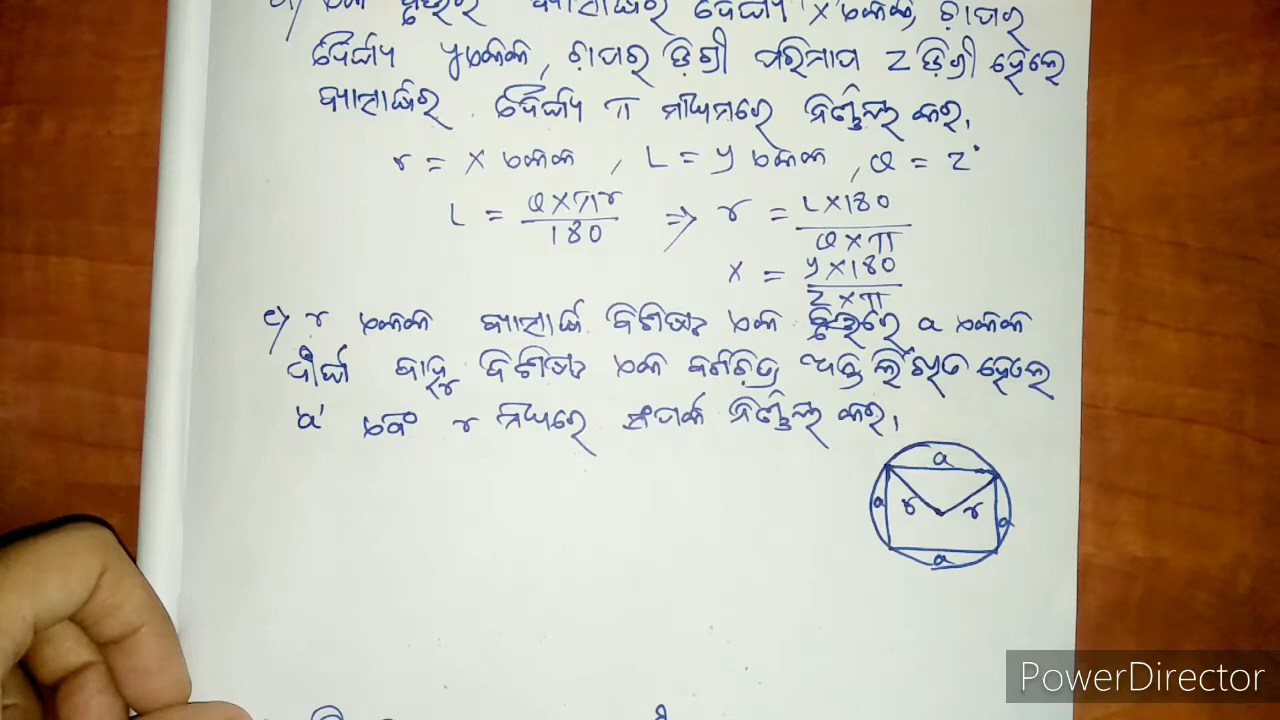 ଏକ ବୃତ୍ତର ବ୍ୟାସାର୍ଦ୍ଧର ଦୈର୍ଘ୍ୟ x ଏକକ, ଚାପର
ଦୈର୍ଘ୍ୟ y ଏକକ, ଚାପର ଡ଼ିଗ୍ରୀ ପରିମାପ z ଡ଼ିଗ୍ରୀ ହେଲେ
ବ୍ୟାସାର୍ଦ୍ଧର ଦୈର୍ଘ୍ୟ π ମାଧ୍ୟମରେ ନିର୍ଣ୍ଣୟ କର।
r = x ଏକକ , L = y ଏକକ , θ = z°
L = θ×πr/180 ⇒ r = L×180/θ×π
x = y×180/z×π
r ଏକକ ବ୍ୟାସାର୍ଦ୍ଧ ବିଶିଷ୍ଟ ଏକ ବୃତ୍ତରେ a ଏକକ
ଦୀର୍ଘ ବାହୁ ବିଶିଷ୍ଟ ଏକ ବର୍ଗଚିତ୍ର ଅନ୍ତର୍ଲିଖିତ ହେଲେ
'a' ଏବଂ r ମଧ୍ୟରେ ସଂପର୍କ ନିର୍ଣ୍ଣୟ କର।
a
a r r a
a
PowerDirector